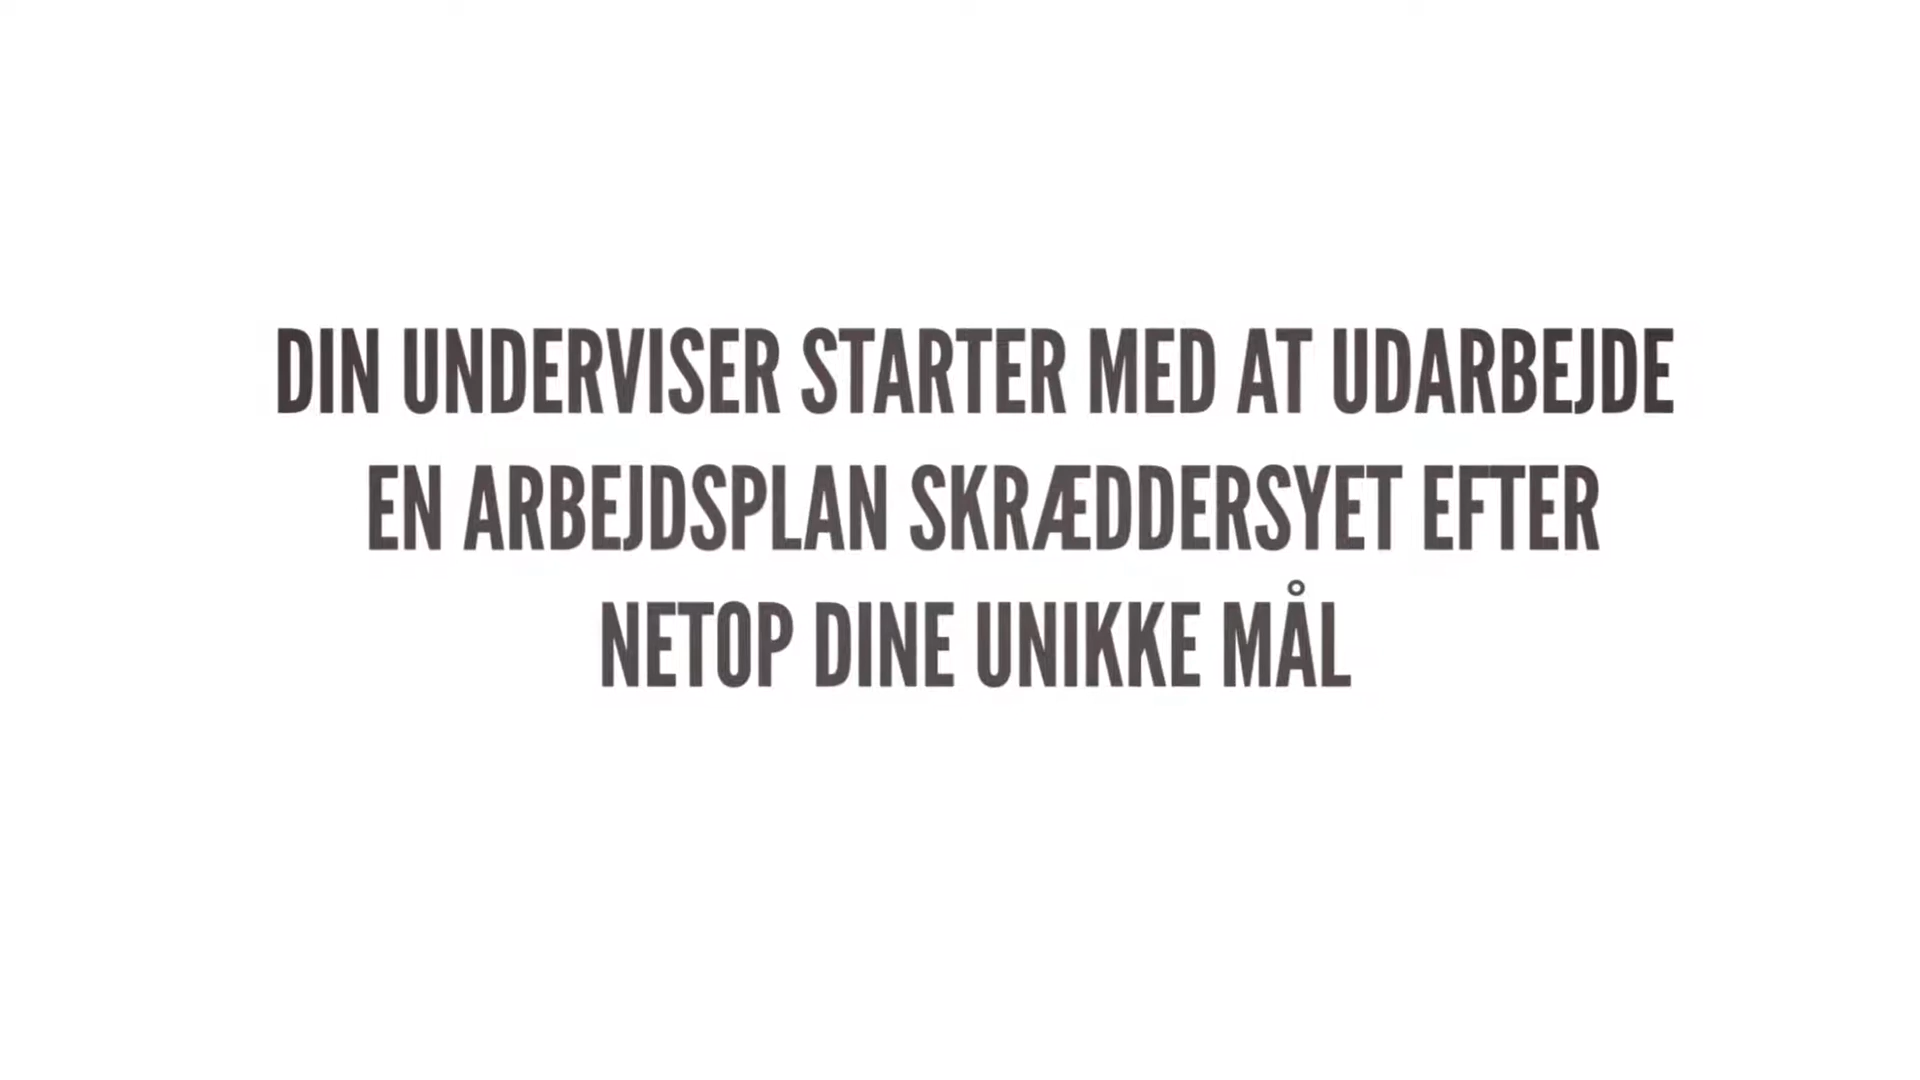 DIN UNDERVISER STARTER MED AT UDARBEJDE
EN ARBEJDSPLAN SKRÆDDERSYET EFTER
NETOP DINE UNIKKE MÅL